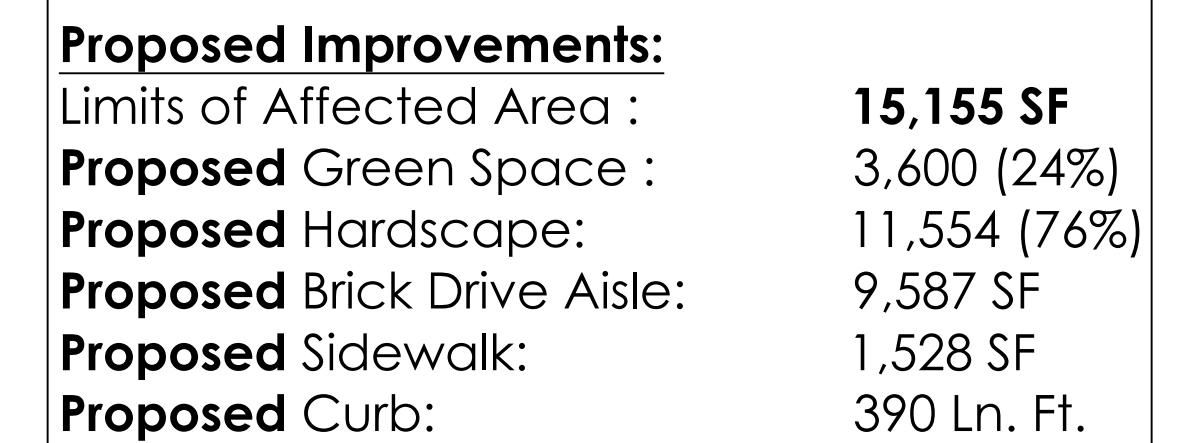 Proposed Improvements:
Limits of Affected Area : 15,155 SF
Proposed Green Space : 3,600 (24%)
Proposed Hardscape: 11,554 (76%)
Proposed Brick Drive Aisle: 9,587 SF
Proposed Sidewalk: 1,528 SF
Proposed Curb: 390 Ln. Ft.